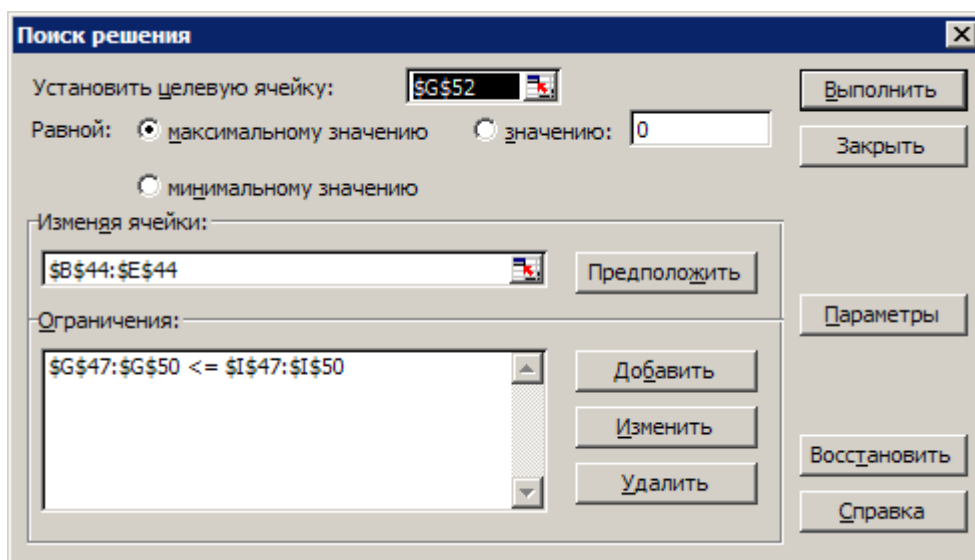 Поиск решения
Установить целевую ячейку: $G$52 Выполнить
Равной: максимальному значению значению: 0 Закрыть
минимальному значению
Изменяя ячейки:
$B$44:$E$44 Предположить
Ограничения: Параметры
$G$47:$G$50 <= $I$47:$I$50 Добавить
Изменить
Восстановить
Удалить
Справка